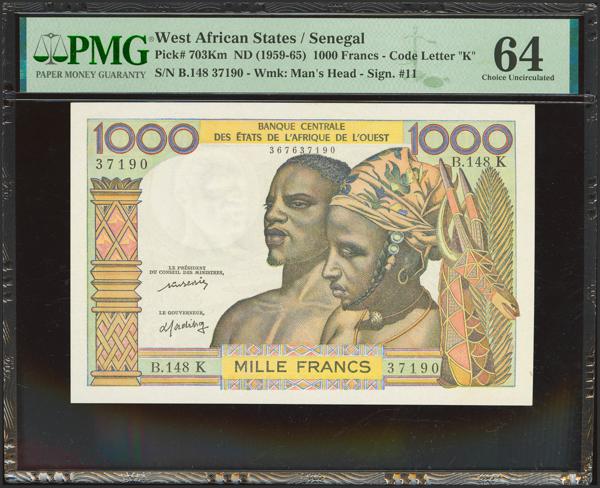 PMG
PAPER MONEY GUARANTY
West African States / Senegal
Pick# 703Km ND (1959-65) 1000 Francs - Code Letter "K"
S/N B.148 37190 - Wmk: Man's Head - Sign. #11
64
Choice Uncirculated
1000
BANQUE CENTRALE
DES ÉTATS DE L'AFRIQUE DE L'OUEST
1000
37190
367637190
B.148 K
LE PRÉSIDENT
DU CONSEIL DES MINISTRES,
LE GOUVERNEUR,
B.148 K
MILLE FRANCS
37190